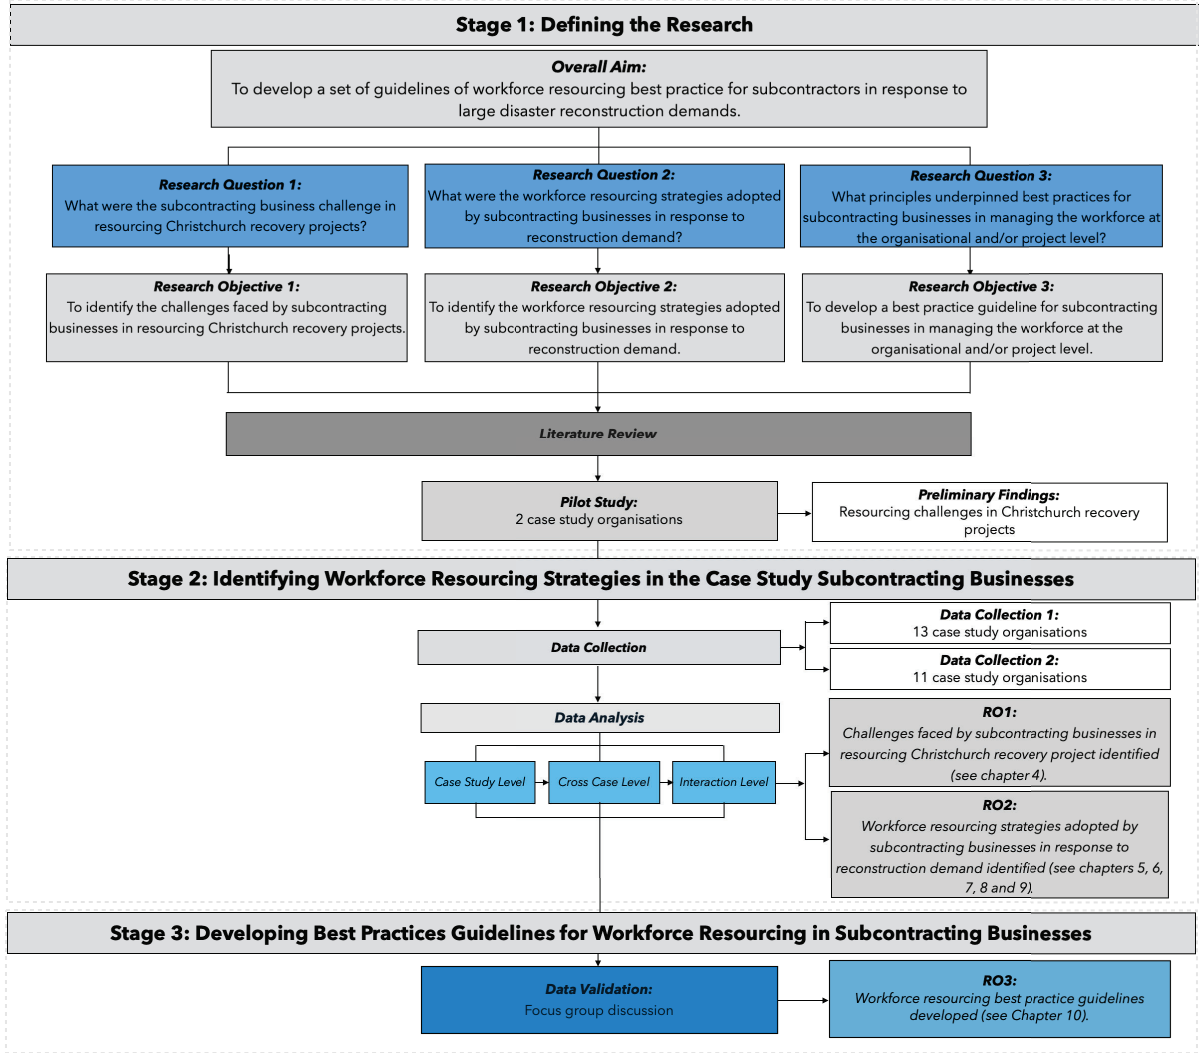 Stage 1: Defining the Research
Overall Aim:
To develop a set of guidelines of workforce resourcing best practice for subcontractors in response to
large disaster reconstruction demands.
Research Question 1:
What were the subcontracting business challenge in
resourcing Christchurch recovery projects?
Research Question 2:
What were the workforce resourcing strategies adopted
by subcontracting businesses in response to
reconstruction demand?
Research Question 3:
What principles underpinned best practices for
subcontracting businesses in managing the workforce at
the organisational and/or project level?
Research Objective 1:
To identify the challenges faced by subcontracting
businesses in resourcing Christchurch recovery projects.
Research Objective 2:
To identify the workforce resourcing strategies adopted
by subcontracting businesses in response to
reconstruction demand.
Research Objective 3:
To develop a best practice guideline for subcontracting
businesses in managing the workforce at the
organisational and/or project level.
Literature Review
Pilot Study:
2 case study organisations
Preliminary Findings:
Resourcing challenges in Christchurch recovery
projects
Stage 2: Identifying Workforce Resourcing Strategies in the Case Study Subcontracting Businesses
Data Collection
Data Collection 1:
13 case study organisations
Data Collection 2:
11 case study organisations
Data Analysis
Case Study Level
Cross Case Level
Interaction Level
RO1:
Challenges faced by subcontracting businesses in
resourcing Christchurch recovery project identified
(see chapter 4).
RO2:
Workforce resourcing strategies adopted by
subcontracting businesses in response to
reconstruction demand identified (see chapters 5, 6,
7, 8 and 9).
Stage 3: Developing Best Practices Guidelines for Workforce Resourcing in Subcontracting Businesses
Data Validation:
Focus group discussion
RO3:
Workforce resourcing best practice guidelines
developed (see Chapter 10).